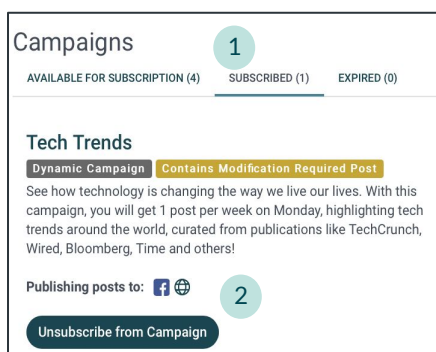 Campaigns
1
AVAILABLE FOR SUBSCRIPTION (4) SUBSCRIBED (1) EXPIRED (0)
Tech Trends
Dynamic Campaign Contains Modification Required Post
See how technology is changing the way we live our lives. With this
campaign, you will get 1 post per week on Monday, highlighting tech
trends around the world, curated from publications like TechCrunch,
Wired, Bloomberg, Time and others!
Publishing posts to:
2
Unsubscribe from Campaign